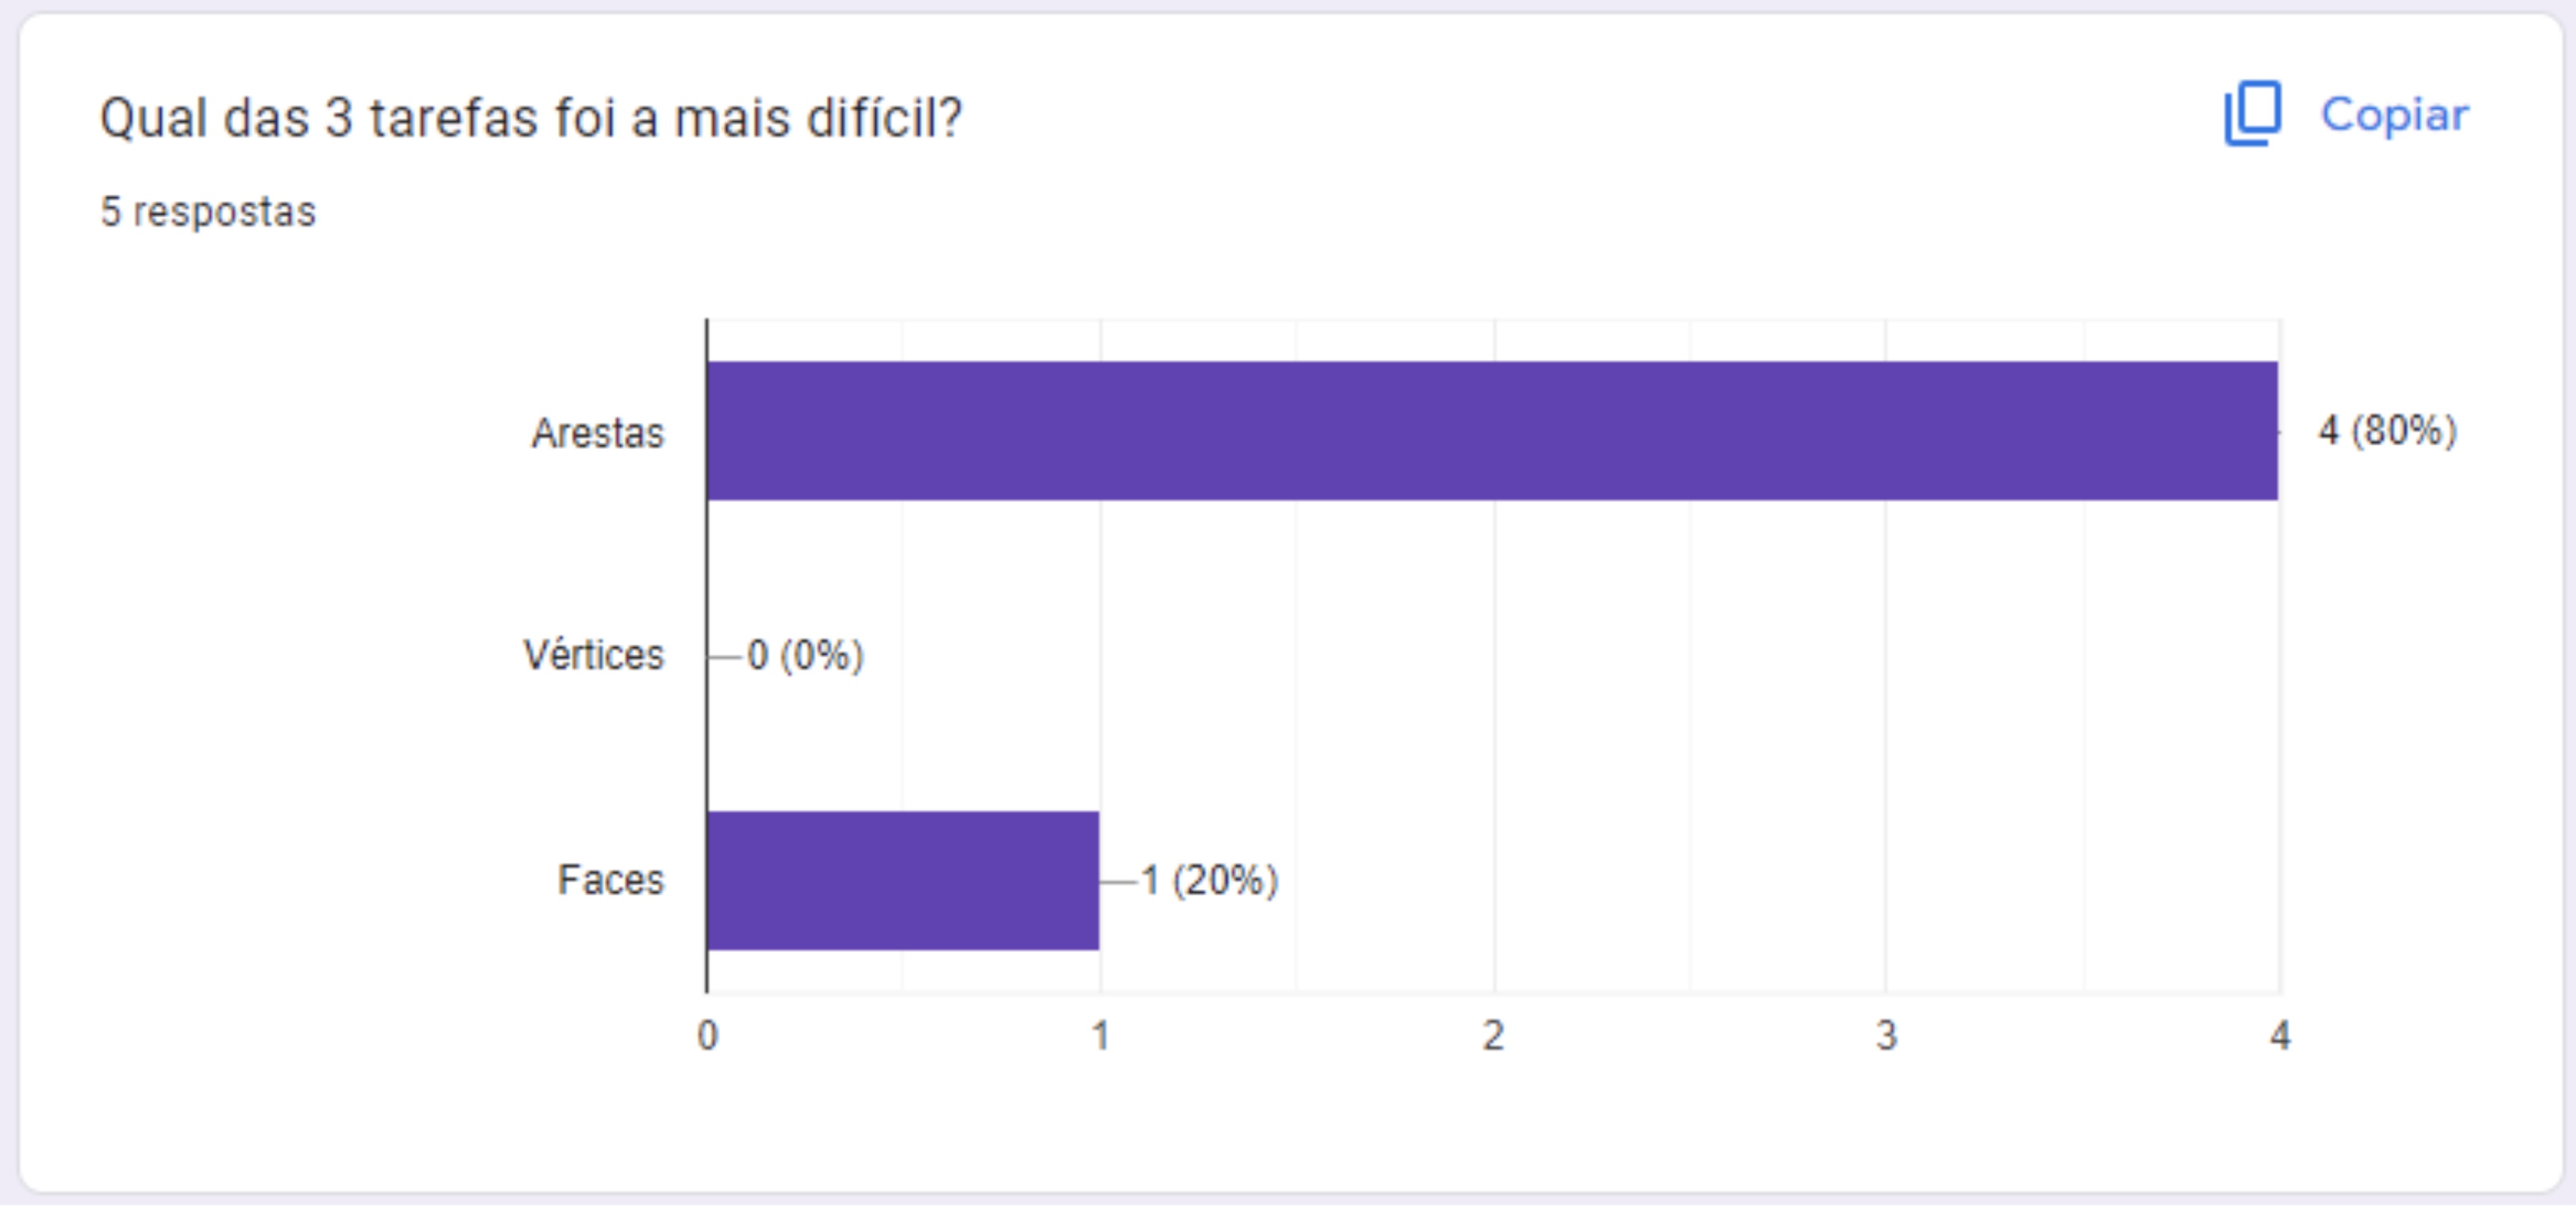 Qual das 3 tarefas foi a mais difícil?
Copiar
5 respostas
Arestas
4 (80%)
Vértices
0 (0%)
Faces
1 (20%)
0 1 2 3 4